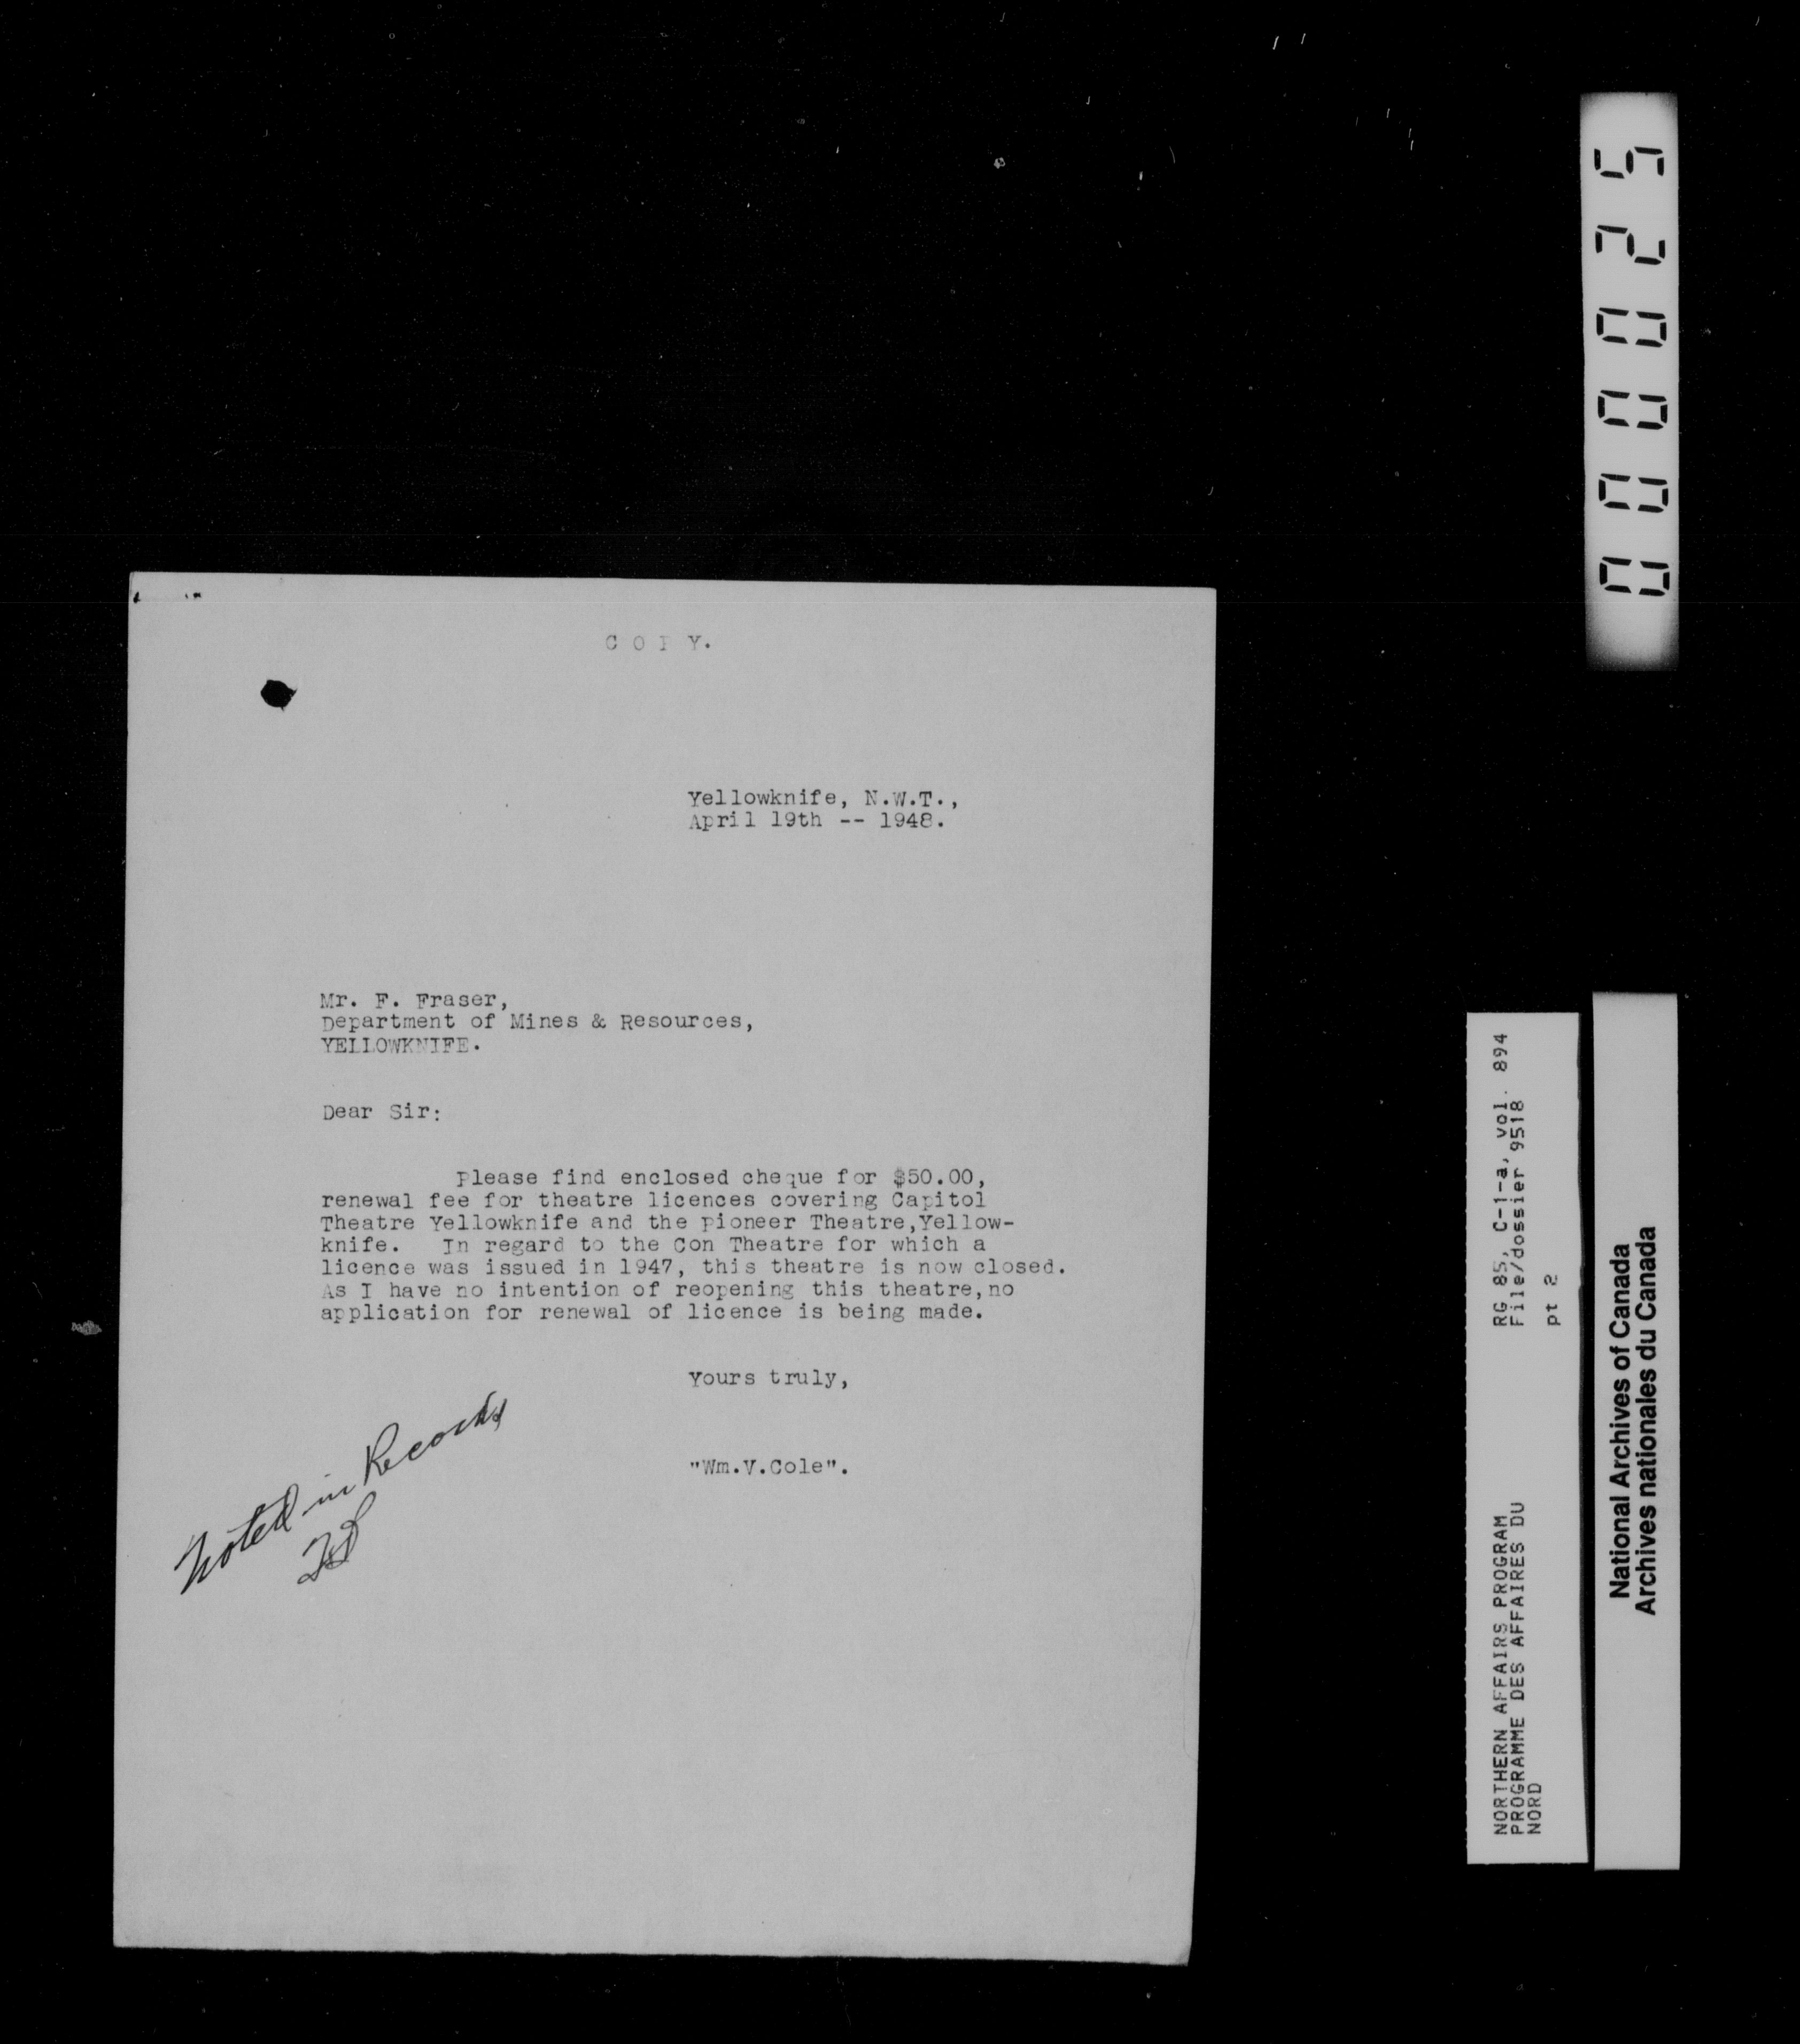 C O P Y.
Yellowknife, N.W.T.,
April 19th -- 1948.
Mr. F. Fraser,
Department of Mines & Resources,
YELLOWKNIFE.
Dear Sir:
Please find enclosed cheque for $50.00,
renewal fee for theatre licences covering Capitol
Theatre Yellowknife and the Pioneer Theatre,Yellow-
knife. In regard to the Con Theatre for which a
licence was issued in 1947, this theatre is now closed.
As I have no intention of reopening this theatre,no
application for renewal of licence is being made.
Yours truly,
"Wm.V.Cole".
Noted in Records
000025
RG 85, C-1-a, vol. 894
File/dossier 9518
pt 2
NORTHERN AFFAIRS PROGRAM
PROGRAMME DES AFFAIRES DU
NORD
National Archives of Canada
Archives nationales du Canada